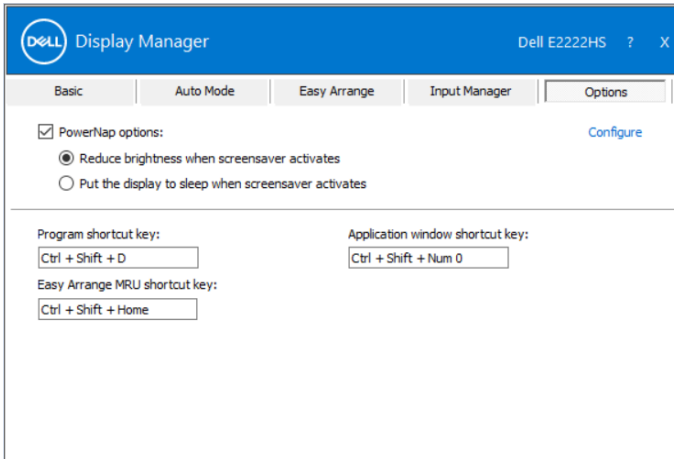 DELL Display Manager Dell E2222HS ? X
Basic Auto Mode Easy Arrange Input Manager Options
PowerNap options: Configure
Reduce brightness when screensaver activates
Put the display to sleep when screensaver activates
Program shortcut key: Application window shortcut key:
Ctrl + Shift + D Ctrl + Shift + Num 0
Easy Arrange MRU shortcut key:
Ctrl + Shift + Home